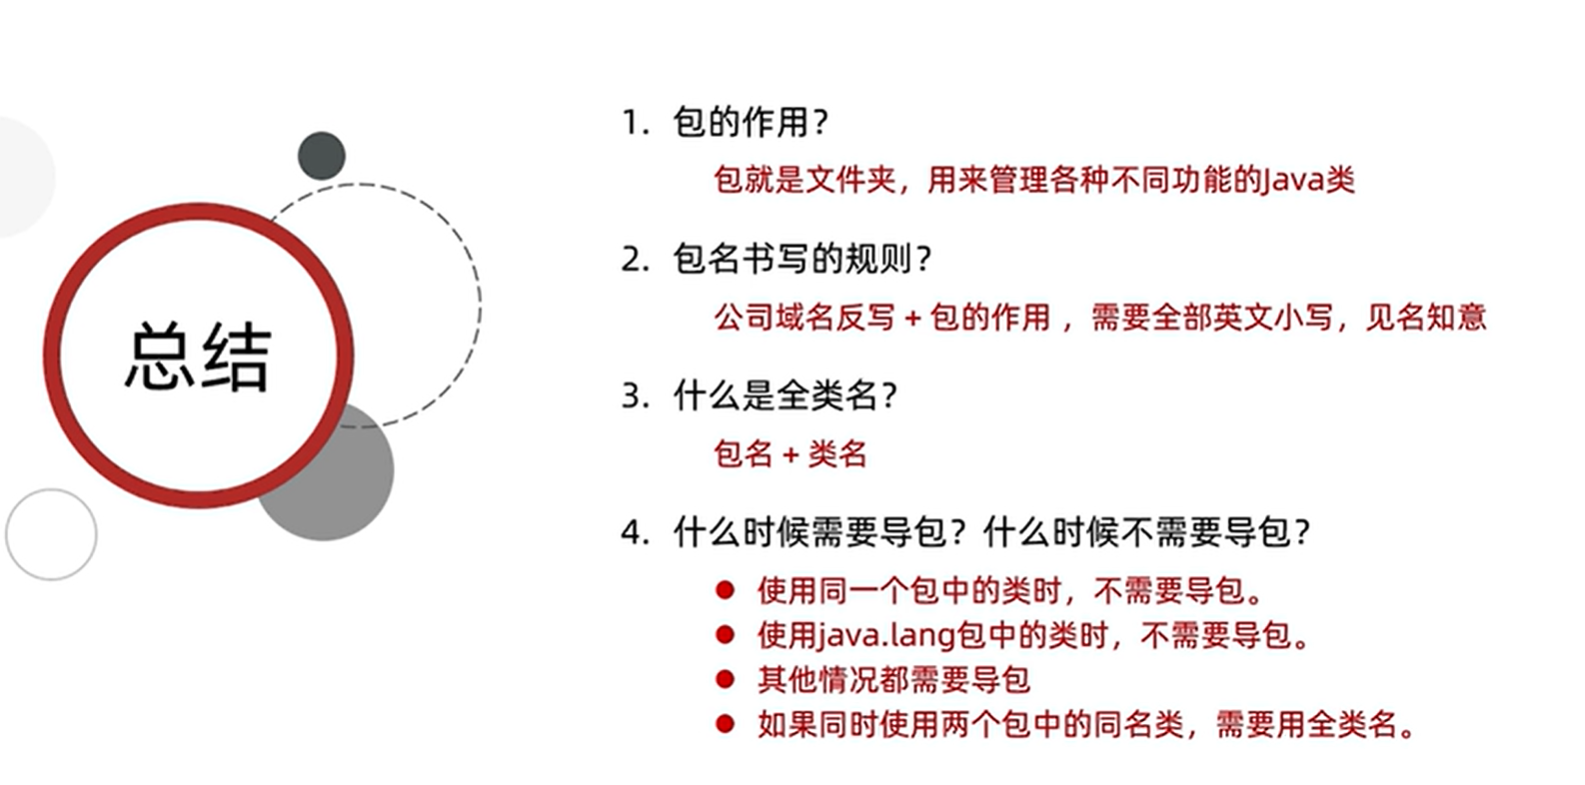 总结
1. 包的作用？
包就是文件夹，用来管理各种不同功能的Java类
2. 包名书写的规则？
公司域名反写 + 包的作用 ，需要全部英文小写，见名知意
3. 什么是全类名？
包名 + 类名
4. 什么时候需要导包？什么时候不需要导包？
● 使用同一个包中的类时，不需要导包。
● 使用java.lang包中的类时，不需要导包。
● 其他情况都需要导包
● 如果同时使用两个包中的同名类，需要用全类名。